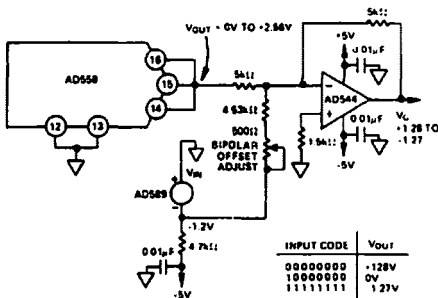 VOUT = 0V TO +2.56V
5kΩ
+5V
0.01µF
16
AD558
15
5kΩ
AD544
14
4.53kΩ
12
13
500Ω
BIPOLAR
OFFSET
ADJUST
1.5kΩ
0.01µF
VO
+1.28 TO
-1.27
-5V
VIN
AD589
-1.2V
4.7kΩ
0.01µF
-5V
INPUT CODE VOUT
00000000 +128V
10000000 0V
11111111 1 27V